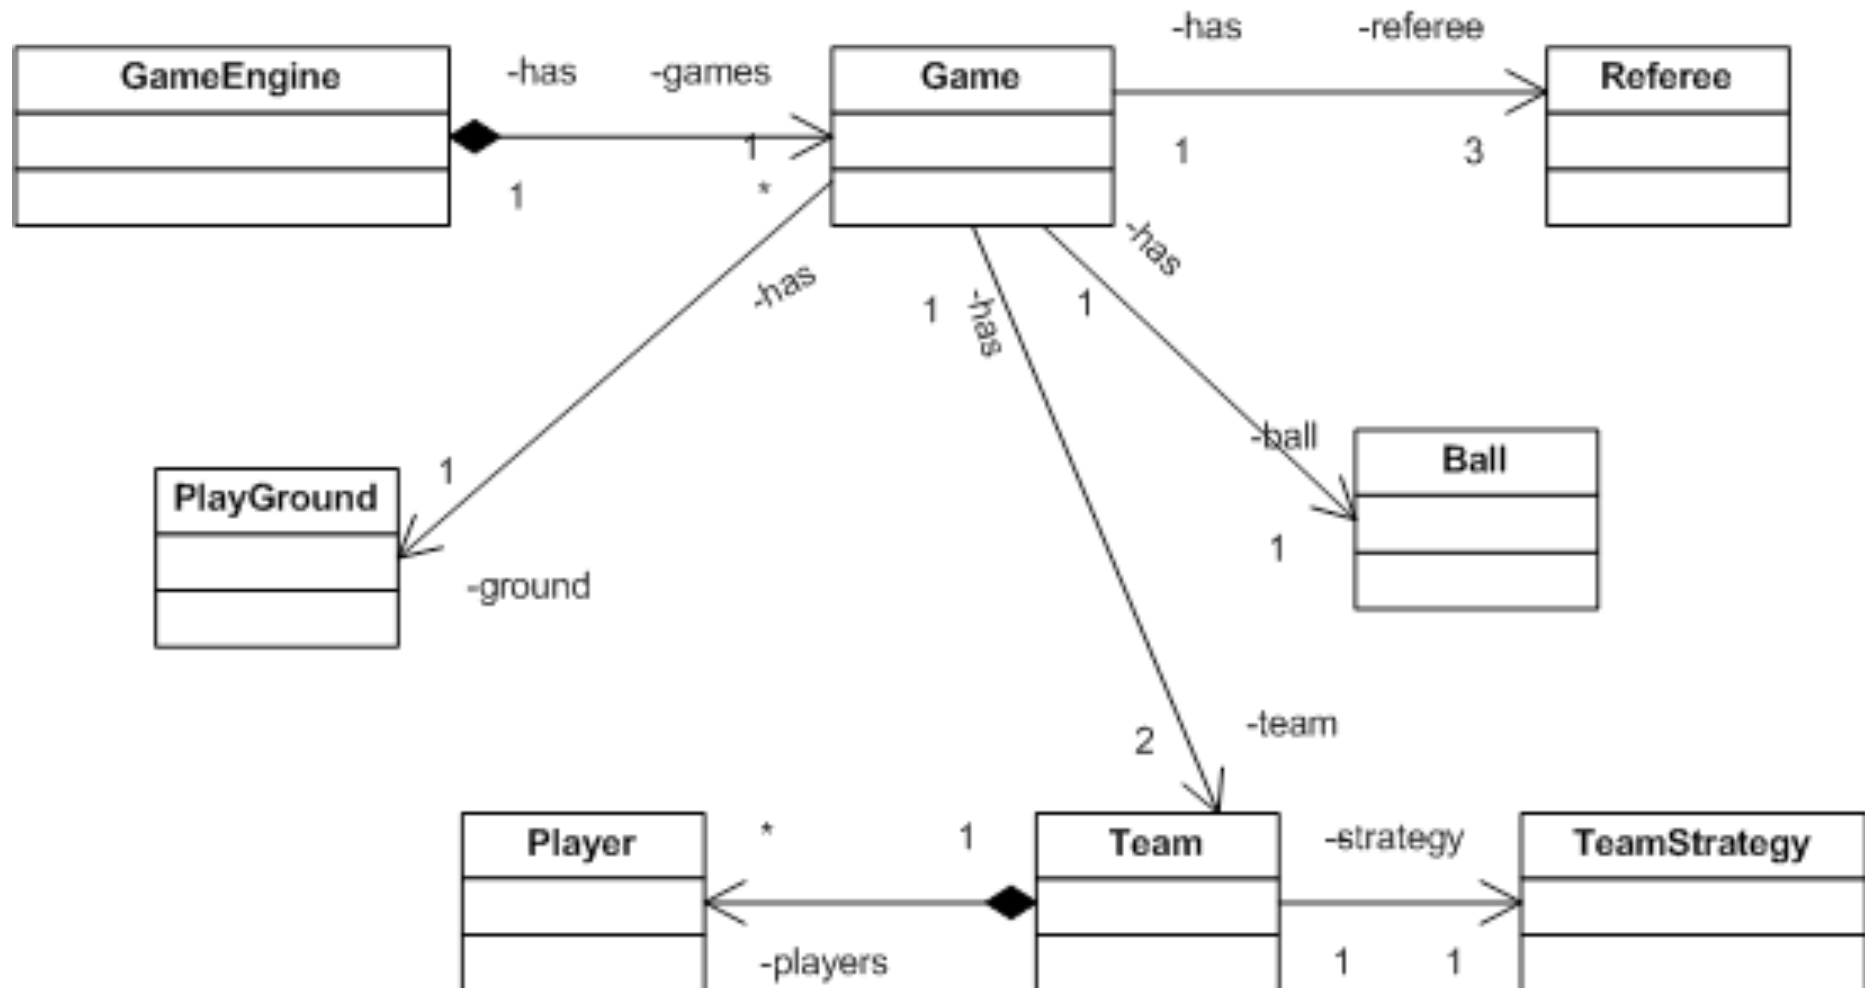 -has
-referee
GameEngine
-has
-games
Game
Referee
1
1
3
1
*
-has
-has
1
-has
1
-ball
Ball
1
PlayGround
1
-ground
-team
2
Player
*
1
Team
-strategy
TeamStrategy
-players
1
1